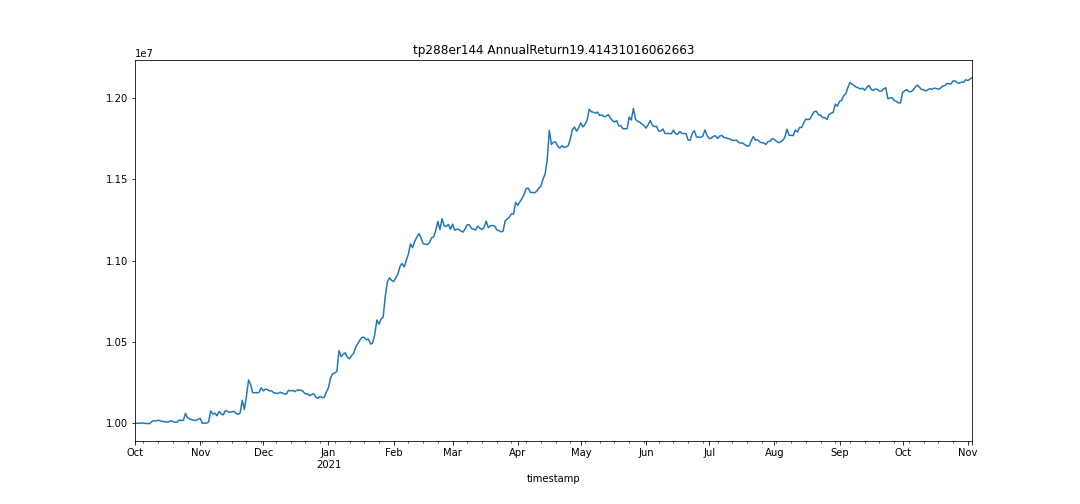 tp288er144 AnnualReturn19.41431016062663
1e7
1.20
1.15
1.10
1.05
1.00
Oct Nov Dec Jan Feb Mar Apr May Jun Jul Aug Sep Oct Nov
2021
timestamp